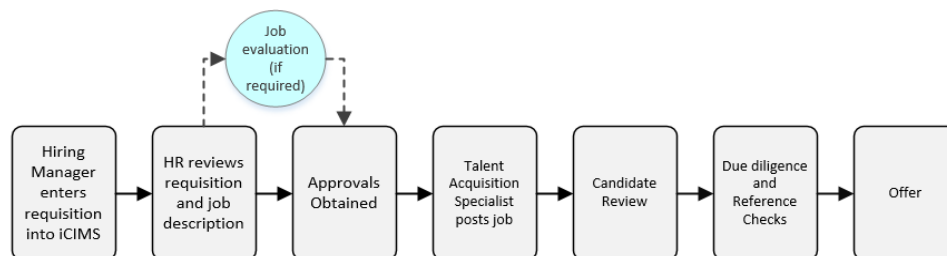 Job
evaluation
(if
required)
Hiring
Manager
enters
requisition
into iCIMS
HR reviews
requisition
and job
description
Approvals
Obtained
Talent
Acquisition
Specialist
posts job
Candidate
Review
Due diligence
and
Reference
Checks
Offer